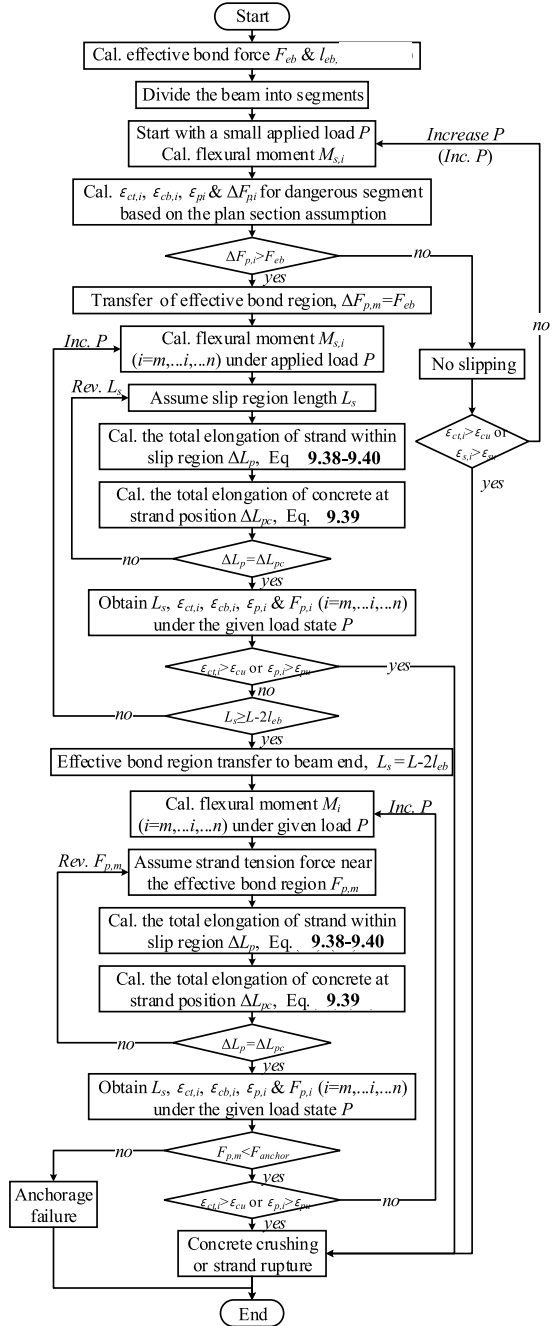 Start
Cal. effective bond force F_eb & l_eb,
Divide the beam into segments
Start with a small applied load P
Cal. flexural moment M_s,i
Increase P
(Inc. P)
Cal. ε_ct,i, ε_cb,i, ε_pi & ΔF_pi for dangerous segment
based on the plan section assumption
ΔF_p,i>F_eb
no
yes
Transfer of effective bond region, ΔF_p,m=F_eb
Inc. P
Cal. flexural moment M_s,i
(i=m,...i,...n) under applied load P
no
No slipping
Rev. L_s
Assume slip region length L_s
ε_ct,i>ε_cu or
ε_s,i>ε_su
yes
Cal. the total elongation of strand within
slip region ΔL_p, Eq 9.38-9.40
Cal. the total elongation of concrete at
strand position ΔL_pc, Eq. 9.39
no
ΔL_p=ΔL_pc
yes
Obtain L_s, ε_ct,i, ε_cb,i, ε_p,i & F_p,i (i=m,...i,...n)
under the given load state P
ε_ct,i>ε_cu or ε_p,i>ε_pu
yes
no
no
L_s≥L-2l_eb
yes
Effective bond region transfer to beam end, L_s=L-2l_eb
Cal. flexural moment M_i
(i=m,...i,...n) under given load P
Inc. P
Rev. F_p,m
Assume strand tension force near
the effective bond region F_p,m
Cal. the total elongation of strand within
slip region ΔL_p, Eq. 9.38-9.40
Cal. the total elongation of concrete at
strand position ΔL_pc, Eq. 9.39
no
ΔL_p=ΔL_pc
yes
Obtain L_s, ε_ct,i, ε_cb,i, ε_p,i & F_p,i (i=m,...i,...n)
under the given load state P
no
F_p,m<F_anchor
yes
Anchorage
failure
ε_ct,i>ε_cu or ε_p,i>ε_pu
no
yes
Concrete crushing
or strand rupture
End